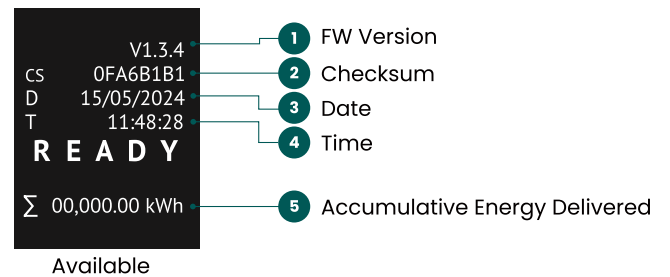 V1.3.4
1 FW Version
CS 0FA6B1B1
2 Checksum
D 15/05/2024
3 Date
T 11:48:28
4 Time
READY
∑ 00,000.00 kWh
5 Accumulative Energy Delivered
Available